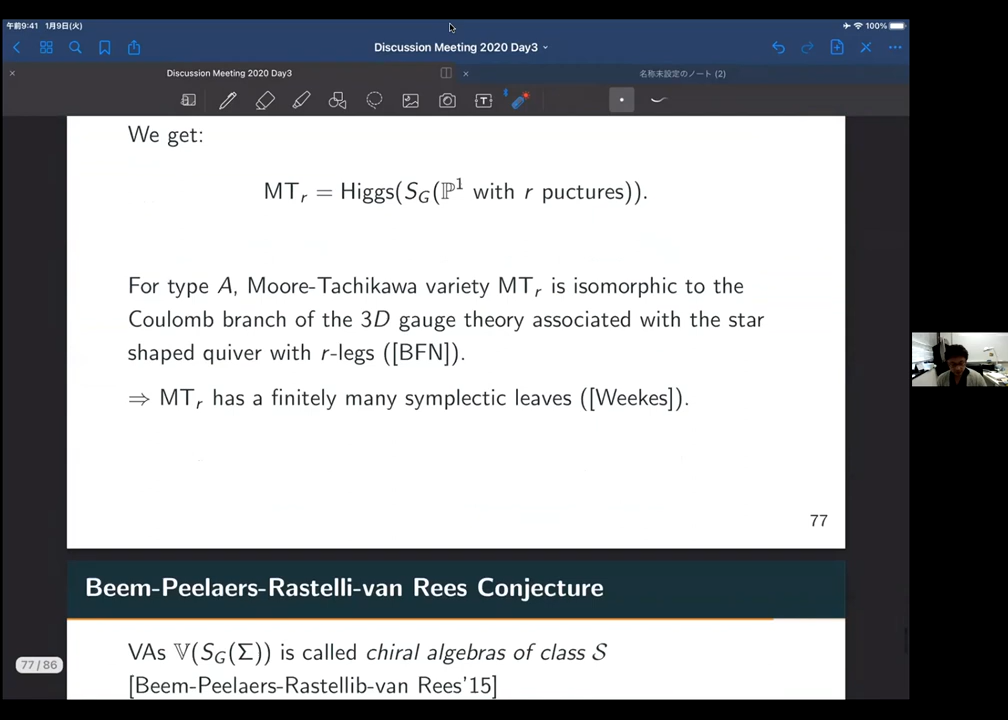 午前9:41 1月9日(火)
100%
Discussion Meeting 2020 Day3
Discussion Meeting 2020 Day3
名称未設定のノート (2)
We get:
MTᵣ = Higgs(S_G(ℙ¹ with r puctures)).
For type A, Moore-Tachikawa variety MTᵣ is isomorphic to the
Coulomb branch of the 3D gauge theory associated with the star
shaped quiver with r-legs ([BFN]).
⇒ MTᵣ has a finitely many symplectic leaves ([Weekes]).
77
Beem-Peelaers-Rastelli-van Rees Conjecture
VAs 𝕍(S_G(Σ)) is called chiral algebras of class 𝒮
77 / 86
[Beem-Peelaers-Rastellib-van Rees'15]